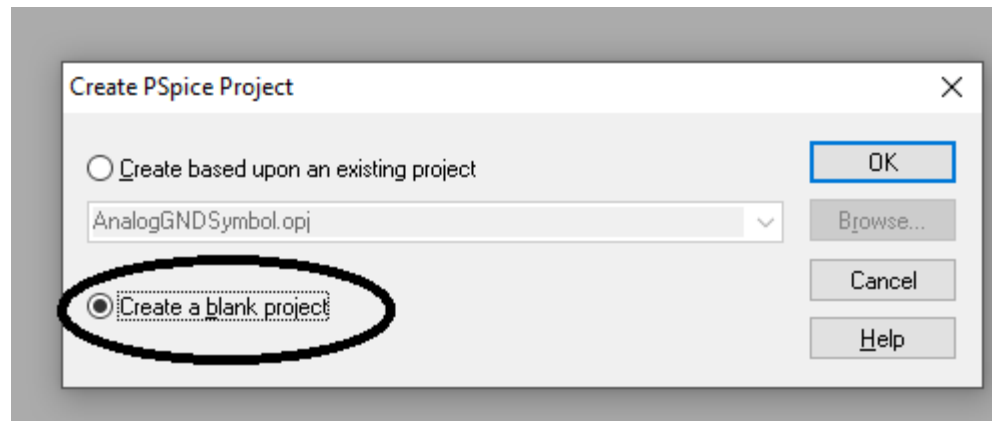 Create PSpice Project
Create based upon an existing project
OK
AnalogGNDSymbol.opj
Browse...
Create a blank project
Cancel
Help